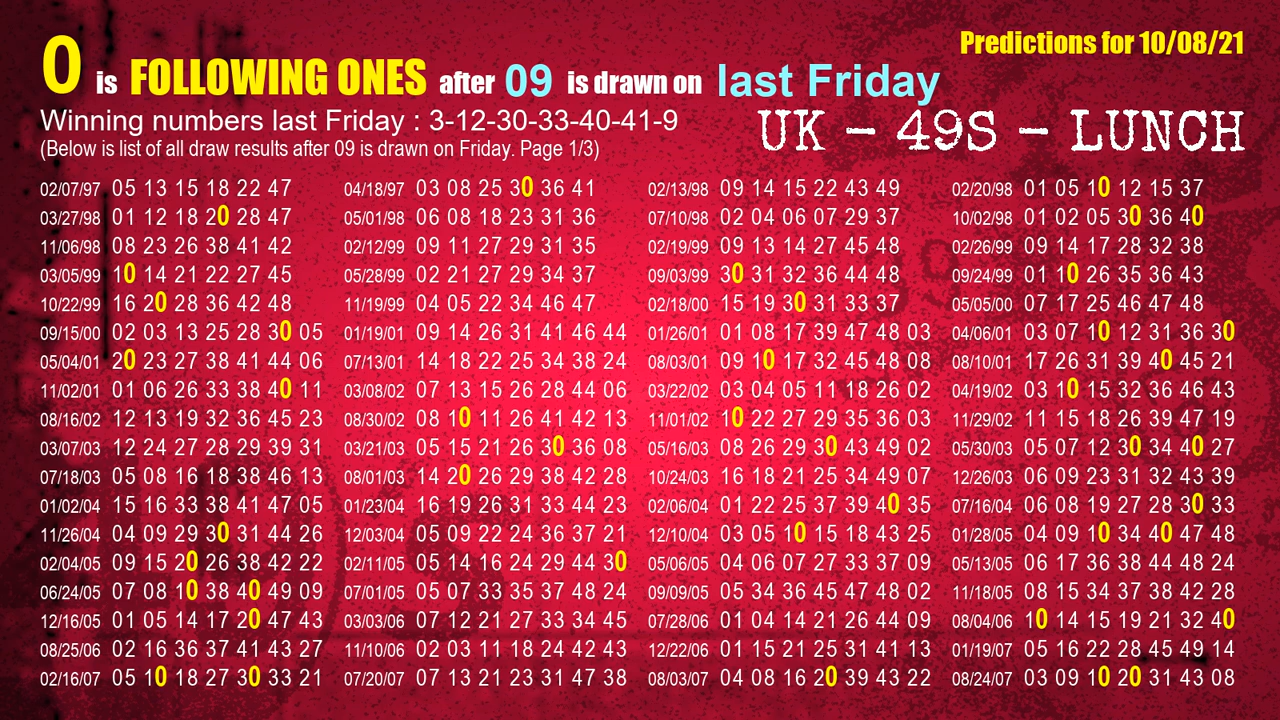 Predictions for 10/08/21
0 is FOLLOWING ONES after 09 is drawn on last Friday
Winning numbers last Friday : 3-12-30-33-40-41-9
UK - 49S - LUNCH
(Below is list of all draw results after 09 is drawn on Friday. Page 1/3)
02/07/97 05 13 15 18 22 47 04/18/97 03 08 25 30 36 41 02/13/98 09 14 15 22 43 49 02/20/98 01 05 10 12 15 37
03/27/98 01 12 18 20 28 47 05/01/98 06 08 18 23 31 36 07/10/98 02 04 06 07 29 37 10/02/98 01 02 05 30 36 40
11/06/98 08 23 26 38 41 42 02/12/99 09 11 27 29 31 35 02/19/99 09 13 14 27 45 48 02/26/99 09 14 17 28 32 38
03/05/99 10 14 21 22 27 45 05/28/99 02 21 27 29 34 37 09/03/99 30 31 32 36 44 48 09/24/99 01 10 26 35 36 43
10/22/99 16 20 28 36 42 48 11/19/99 04 05 22 34 46 47 02/18/00 15 19 30 31 33 37 05/05/00 07 17 25 46 47 48
09/15/00 02 03 13 25 28 30 05 01/19/01 09 14 26 31 41 46 44 01/26/01 01 08 17 39 47 48 03 04/06/01 03 07 10 12 31 36 30
05/04/01 20 23 27 38 41 44 06 07/13/01 14 18 22 25 34 38 24 08/03/01 09 10 17 32 45 48 08 08/10/01 17 26 31 39 40 45 21
11/02/01 01 06 26 33 38 40 11 03/08/02 07 13 15 26 28 44 06 03/22/02 03 04 05 11 18 26 02 04/19/02 03 10 15 32 36 46 43
08/16/02 12 13 19 32 36 45 23 08/30/02 08 10 11 26 41 42 13 11/01/02 10 22 27 29 35 36 03 11/29/02 11 15 18 26 39 47 19
03/07/03 12 24 27 28 29 39 31 03/21/03 05 15 21 26 30 36 08 05/16/03 08 26 29 30 43 49 02 05/30/03 05 07 12 30 34 40 27
07/18/03 05 08 16 18 38 46 13 08/01/03 14 20 26 29 38 42 28 10/24/03 16 18 21 25 34 49 07 12/26/03 06 09 23 31 32 43 39
01/02/04 15 16 33 38 41 47 05 01/23/04 16 19 26 31 33 44 23 02/06/04 01 22 25 37 39 40 35 07/16/04 06 08 19 27 28 30 33
11/26/04 04 09 29 30 31 44 26 12/03/04 05 09 22 24 36 37 21 12/10/04 03 05 10 15 18 43 25 01/28/05 04 09 10 34 40 47 48
02/04/05 09 15 20 26 38 42 22 02/11/05 05 14 16 24 29 44 30 05/06/05 04 06 07 27 33 37 09 05/13/05 06 17 36 38 44 48 24
06/24/05 07 08 10 38 40 49 09 07/01/05 05 07 33 35 37 48 24 09/09/05 05 34 36 45 47 48 02 11/18/05 08 15 34 37 38 42 28
12/16/05 01 05 14 17 20 47 43 03/03/06 07 12 21 27 33 34 45 07/28/06 01 04 14 21 26 44 09 08/04/06 10 14 15 19 21 32 40
08/25/06 02 16 36 37 41 43 27 11/10/06 02 03 11 18 24 42 43 12/22/06 01 15 21 25 31 41 13 01/19/07 05 16 22 28 45 49 14
02/16/07 05 10 18 27 30 33 21 07/20/07 07 13 21 23 31 47 38 08/03/07 04 08 16 20 39 43 22 08/24/07 03 09 10 20 31 43 08